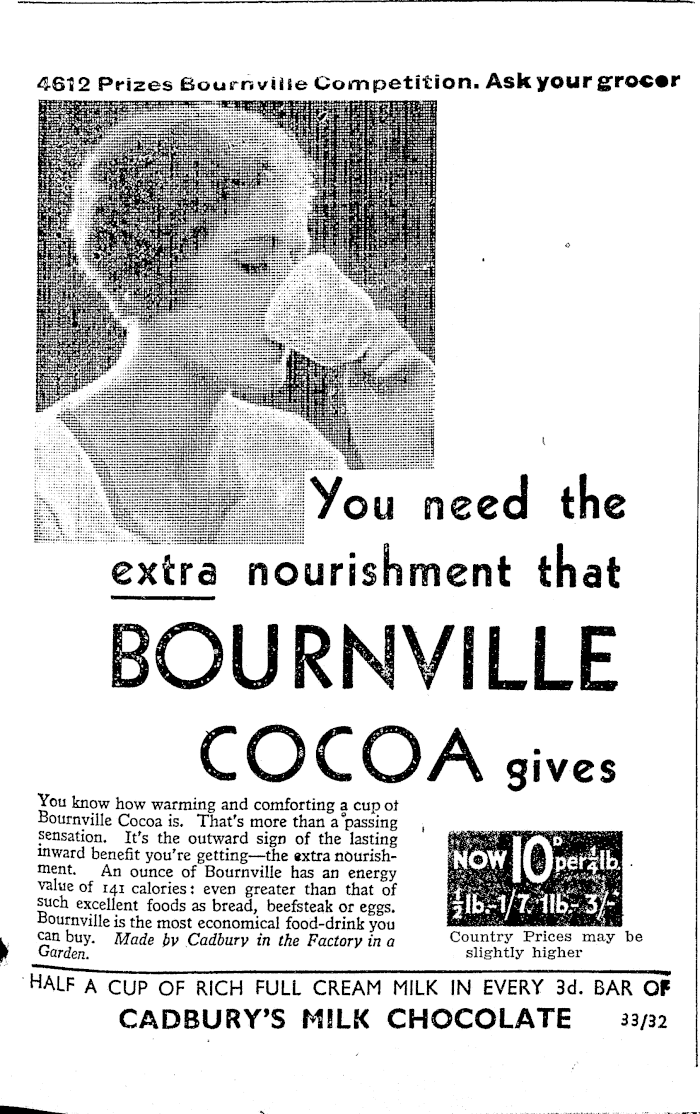 4612 Prizes Bournville Competition. Ask your grocer
You need the
extra nourishment that
BOURNVILLE
COCOA gives
You know how warming and comforting a cup of
Bournville Cocoa is. That's more than a passing
sensation. It's the outward sign of the lasting
inward benefit you're getting—the extra nourish-
ment. An ounce of Bournville has an energy
value of 141 calories: even greater than that of
such excellent foods as bread, beefsteak or eggs.
Bournville is the most economical food-drink you
can buy. Made by Cadbury in the Factory in a
Garden.
NOW 10D per ¼lb.
½lb.-1/7. 1lb.- 3/-
Country Prices may be
slightly higher
HALF A CUP OF RICH FULL CREAM MILK IN EVERY 3d. BAR OF
CADBURY'S MILK CHOCOLATE 33/32